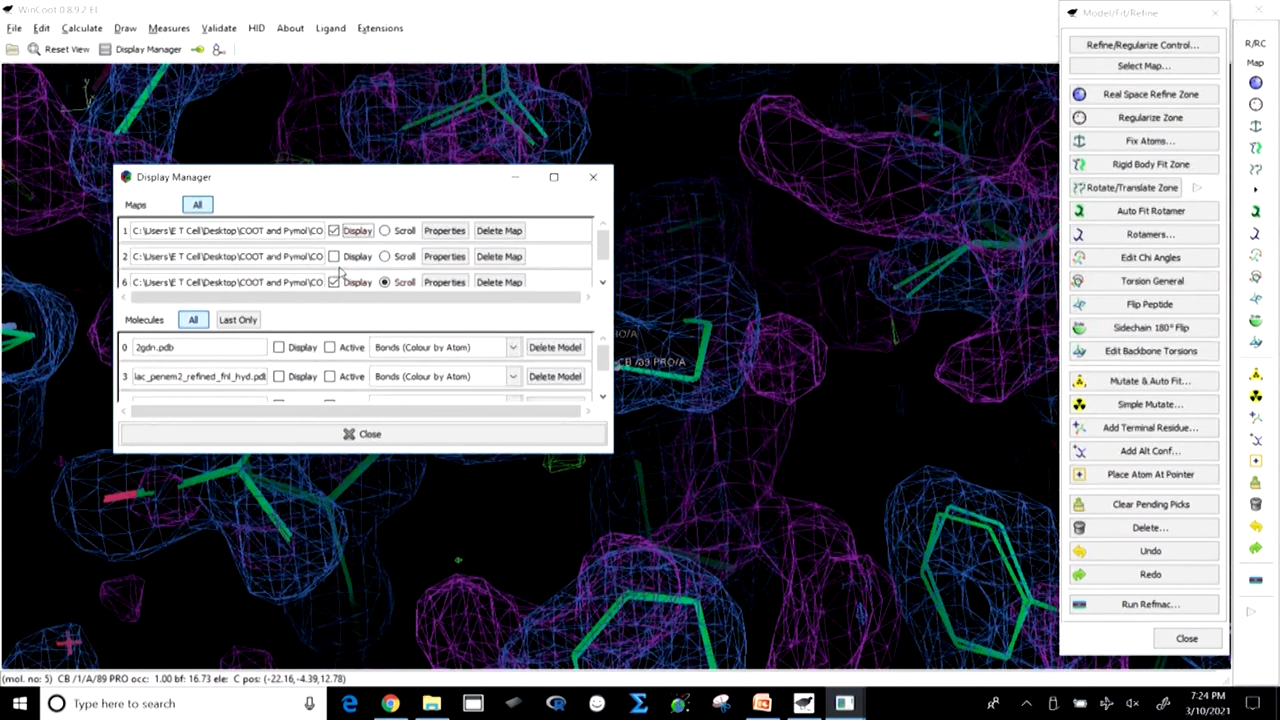 WinCoot 0.8.9.2 EL
File Edit Calculate Draw Measures Validate HID About Ligand Extensions
Reset View Display Manager
Display Manager
Maps All
1 C:\Users\E T Cell\Desktop\COOT and Pymol\CO Display Scroll Properties Delete Map
2 C:\Users\E T Cell\Desktop\COOT and Pymol\CO Display Scroll Properties Delete Map
6 C:\Users\E T Cell\Desktop\COOT and Pymol\CO Display Scroll Properties Delete Map
Molecules All Last Only
0 2gdn.pdb Display Active Bonds (Colour by Atom) Delete Model
3 lac_penem2_refined_fnl_hyd.pdl Display Active Bonds (Colour by Atom) Delete Model
Close
IO/A
CB /89 PRO/A
y
Model/Fit/Refine
Refine/Regularize Control...
Select Map...
Real Space Refine Zone
Regularize Zone
Fix Atoms...
Rigid Body Fit Zone
Rotate/Translate Zone
Auto Fit Rotamer
Rotamers...
Edit Chi Angles
Torsion General
Flip Peptide
Sidechain 180° Flip
Edit Backbone Torsions
Mutate & Auto Fit...
Simple Mutate...
Add Terminal Residue...
Add Alt Conf...
Place Atom At Pointer
Clear Pending Picks
Delete...
Undo
Redo
Run Refmac...
Close
R/RC
Map
(mol. no: 5) CB /1/A/89 PRO occ: 1.00 bf: 16.73 ele: C pos: (-22.16,-4.39,12.78)
Type here to search
7:24 PM
3/10/2021